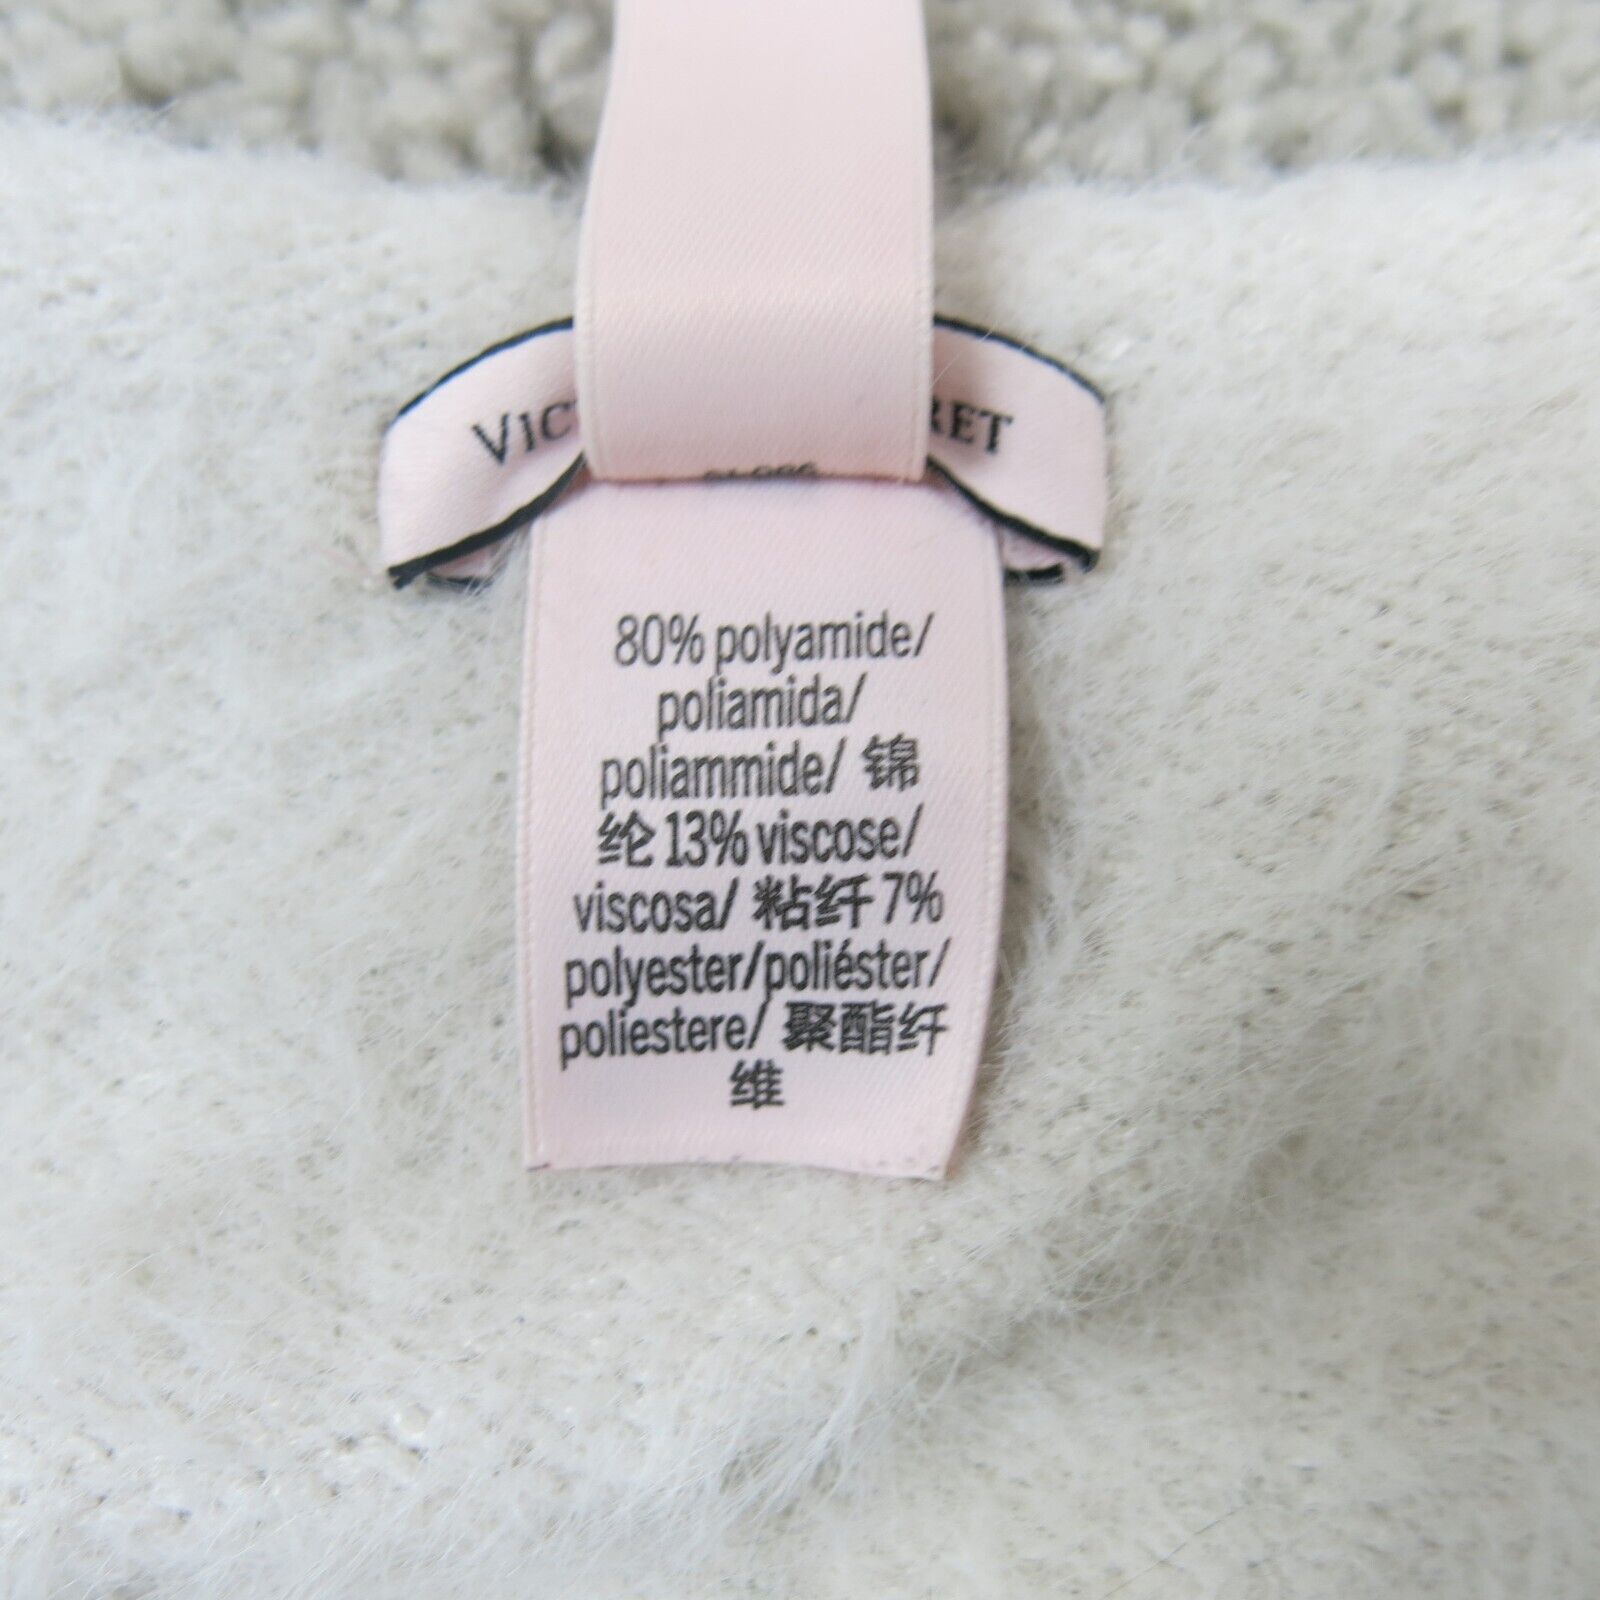 VIC RET
80% polyamide/
poliamida/
poliammide/ 锦
纶 13% viscose/
viscosa/ 粘纤 7%
polyester/poliéster/
poliestere/ 聚酯纤
维